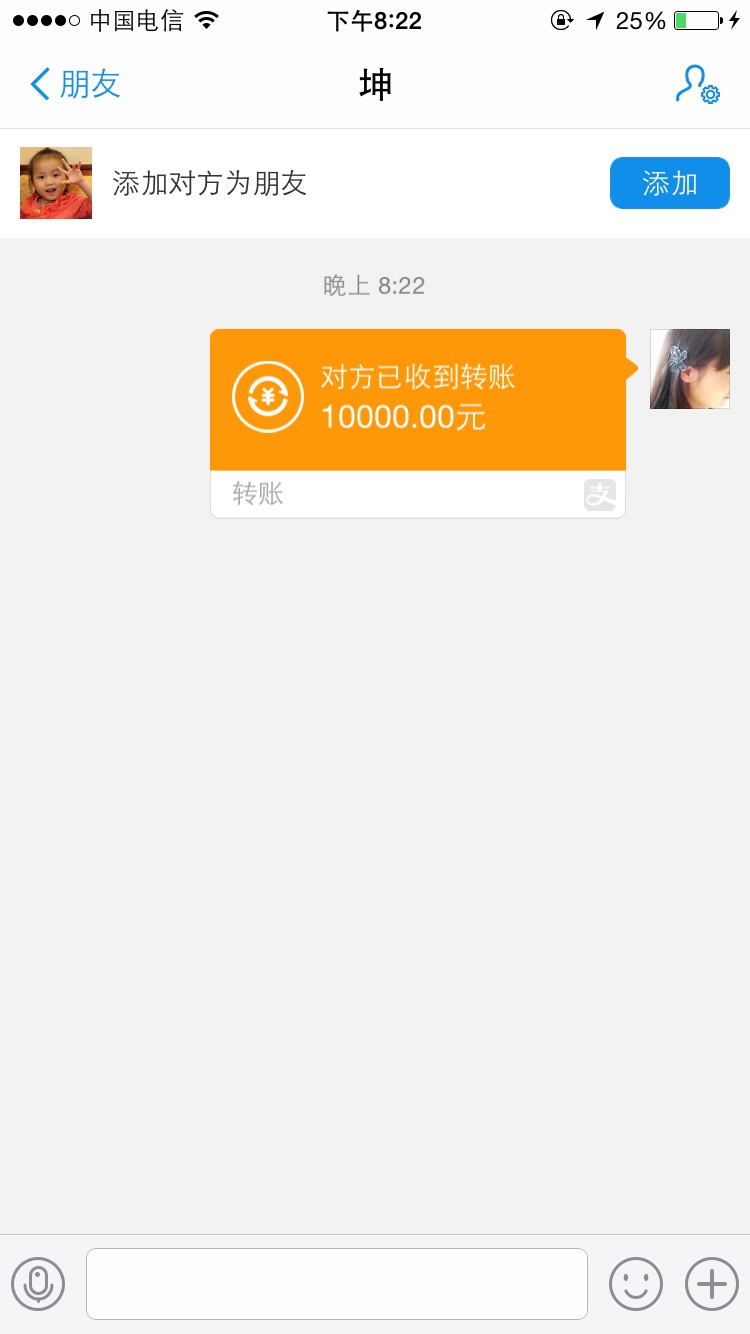 中国电信 下午8:22 25%
朋友 坤
添加对方为朋友 添加
晚上 8:22
对方已收到转账
10000.00元
转账 支